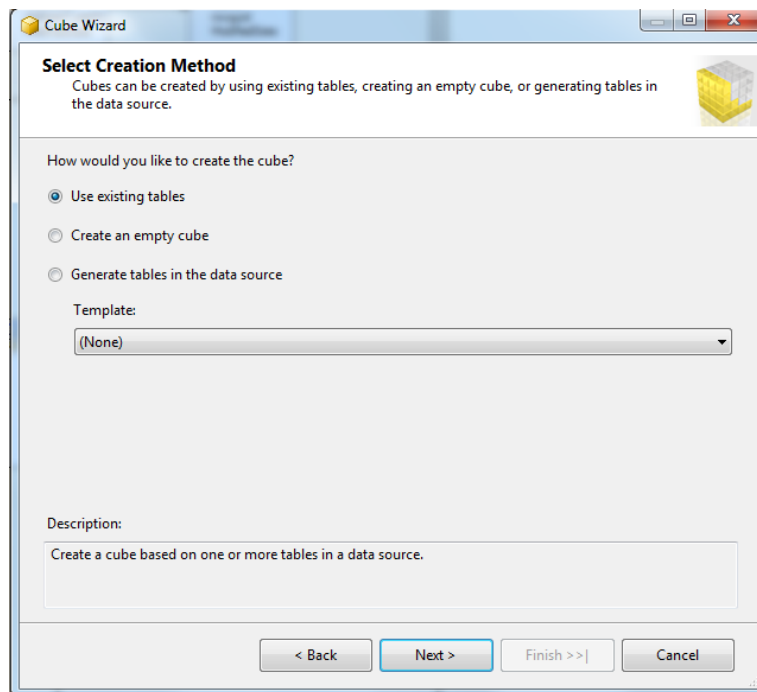 Cube Wizard
Select Creation Method
Cubes can be created by using existing tables, creating an empty cube, or generating tables in
the data source.
How would you like to create the cube?
Use existing tables
Create an empty cube
Generate tables in the data source
Template:
(None)
Description:
Create a cube based on one or more tables in a data source.
< Back
Next >
Finish >>|
Cancel